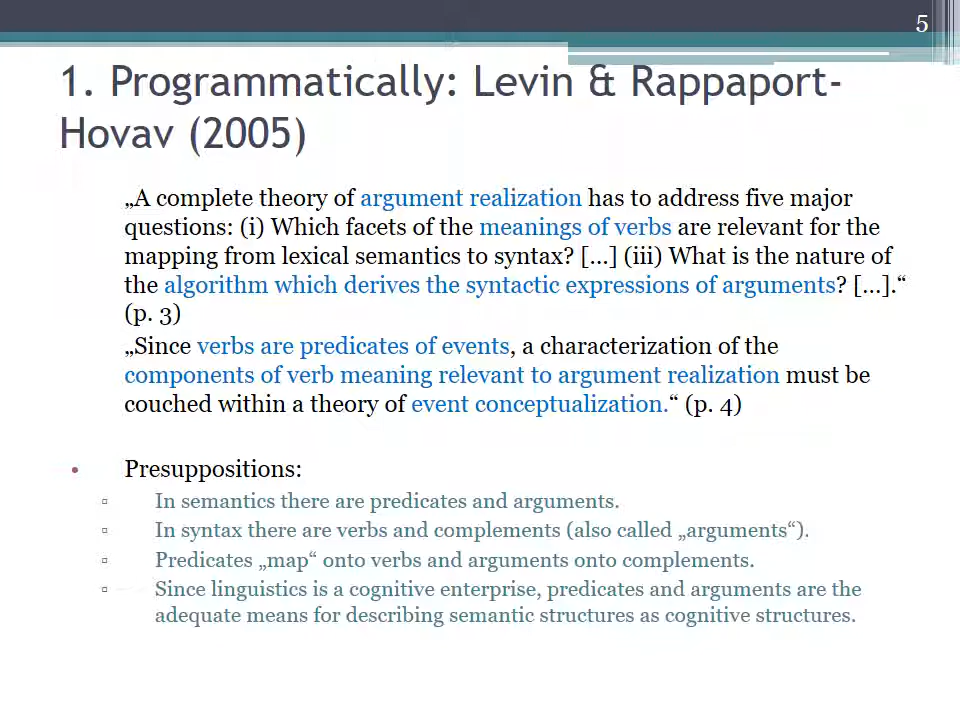 5
1. Programmatically: Levin & Rappaport-
Hovav (2005)
„A complete theory of argument realization has to address five major
questions: (i) Which facets of the meanings of verbs are relevant for the
mapping from lexical semantics to syntax? [...] (iii) What is the nature of
the algorithm which derives the syntactic expressions of arguments? [...].“
(p. 3)
„Since verbs are predicates of events, a characterization of the
components of verb meaning relevant to argument realization must be
couched within a theory of event conceptualization.“ (p. 4)
• Presuppositions:
▫ In semantics there are predicates and arguments.
▫ In syntax there are verbs and complements (also called „arguments“).
▫ Predicates „map“ onto verbs and arguments onto complements.
▫ Since linguistics is a cognitive enterprise, predicates and arguments are the
adequate means for describing semantic structures as cognitive structures.